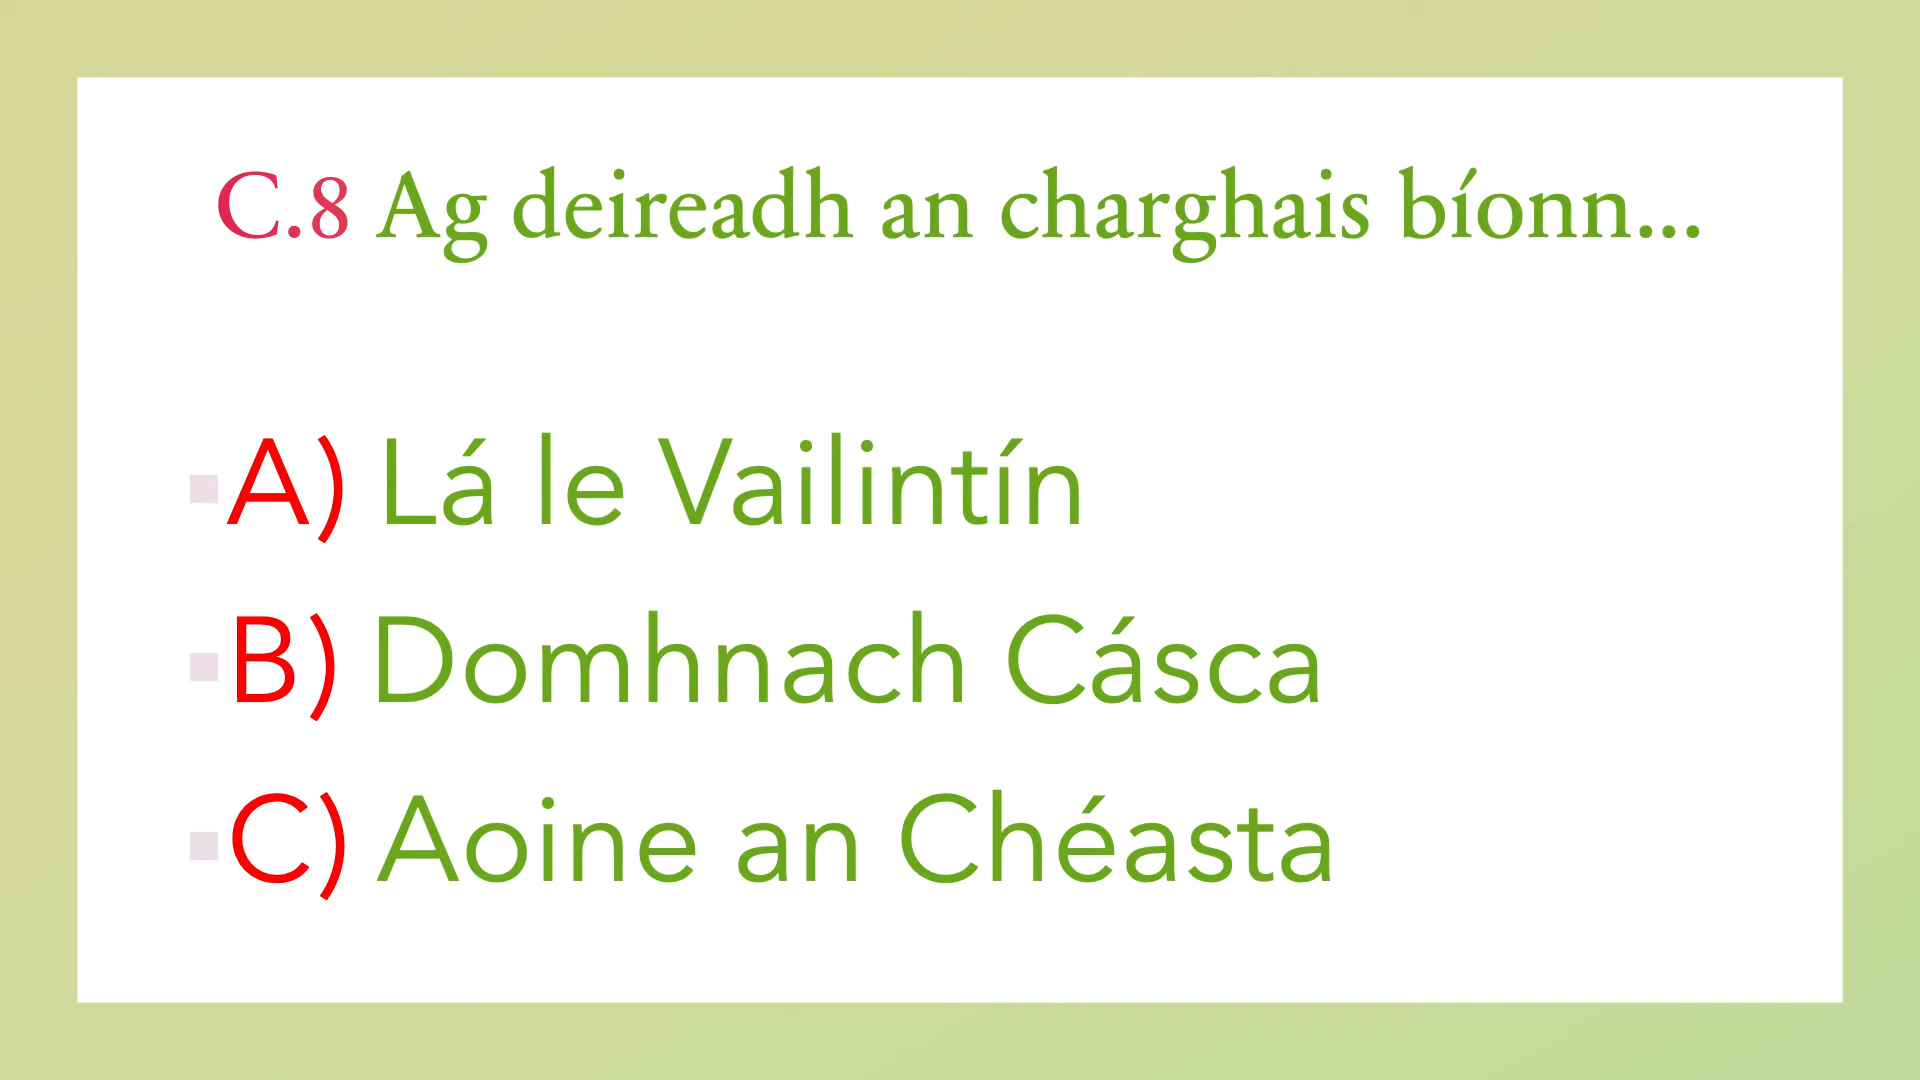 C.8 Ag deireadh an charghais bíonn...
A) Lá le Vailintín
B) Domhnach Cásca
C) Aoine an Chéasta